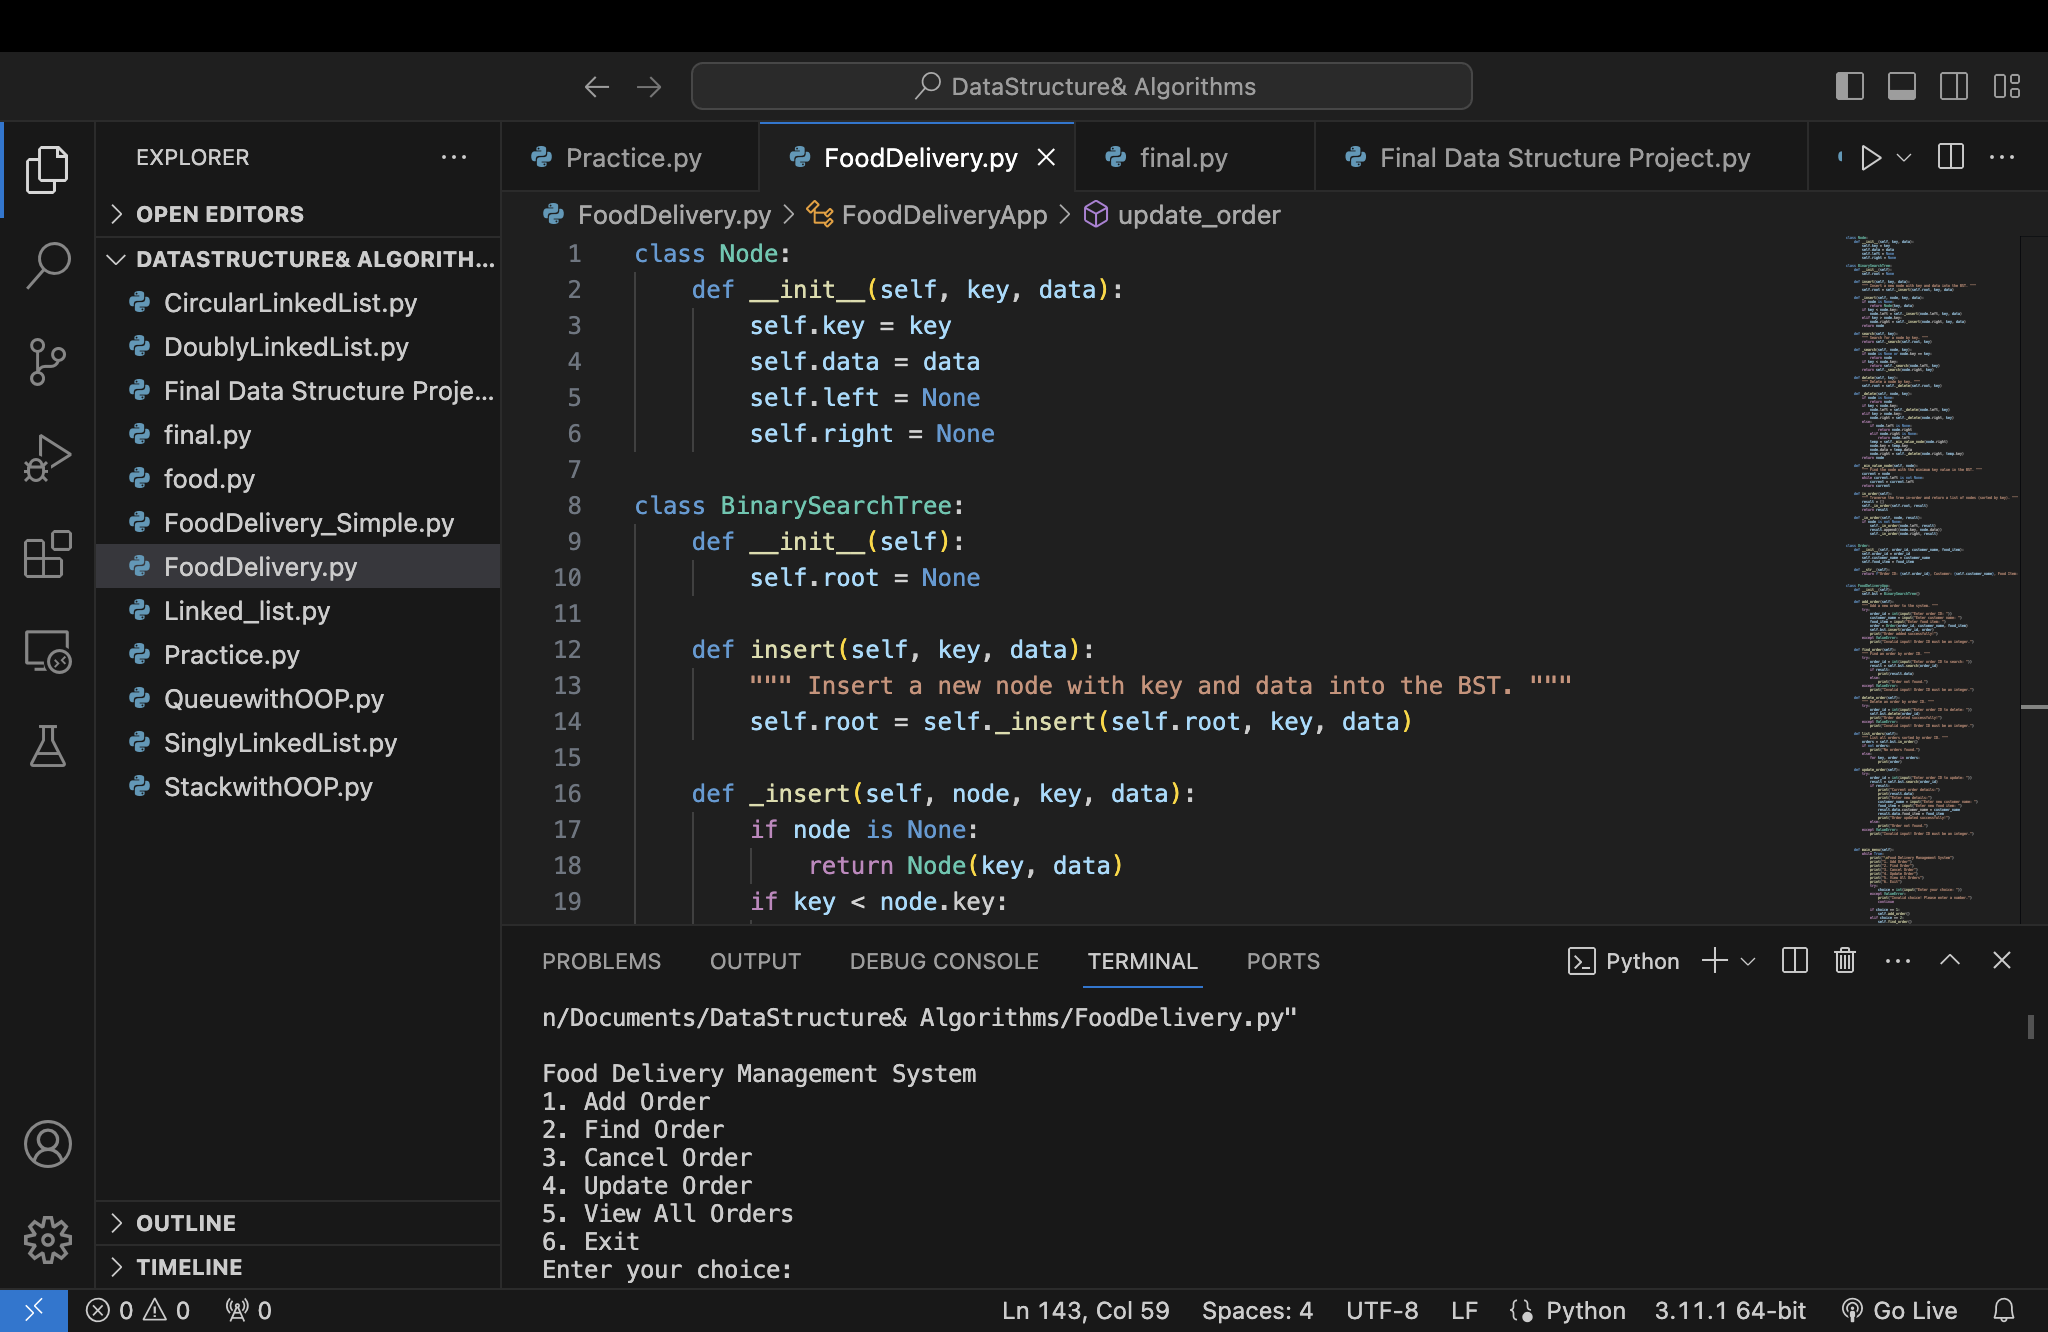 DataStructure& Algorithms
EXPLORER
OPEN EDITORS
DATASTRUCTURE& ALGORITH...
CircularLinkedList.py
DoublyLinkedList.py
Final Data Structure Proje...
final.py
food.py
FoodDelivery_Simple.py
FoodDelivery.py
Linked_list.py
Practice.py
QueuewithOOP.py
SinglyLinkedList.py
StackwithOOP.py
OUTLINE
TIMELINE
Practice.py FoodDelivery.py final.py Final Data Structure Project.py
FoodDelivery.py > FoodDeliveryApp > update_order
1 class Node:
2     def __init__(self, key, data):
3         self.key = key
4         self.data = data
5         self.left = None
6         self.right = None
7
8 class BinarySearchTree:
9     def __init__(self):
10         self.root = None
11
12     def insert(self, key, data):
13         """ Insert a new node with key and data into the BST. """
14         self.root = self._insert(self.root, key, data)
15
16     def _insert(self, node, key, data):
17         if node is None:
18             return Node(key, data)
19         if key < node.key:
PROBLEMS OUTPUT DEBUG CONSOLE TERMINAL PORTS Python
n/Documents/DataStructure& Algorithms/FoodDelivery.py"
Food Delivery Management System
1. Add Order
2. Find Order
3. Cancel Order
4. Update Order
5. View All Orders
6. Exit
Enter your choice:
0 0 0 Ln 143, Col 59 Spaces: 4 UTF-8 LF Python 3.11.1 64-bit Go Live